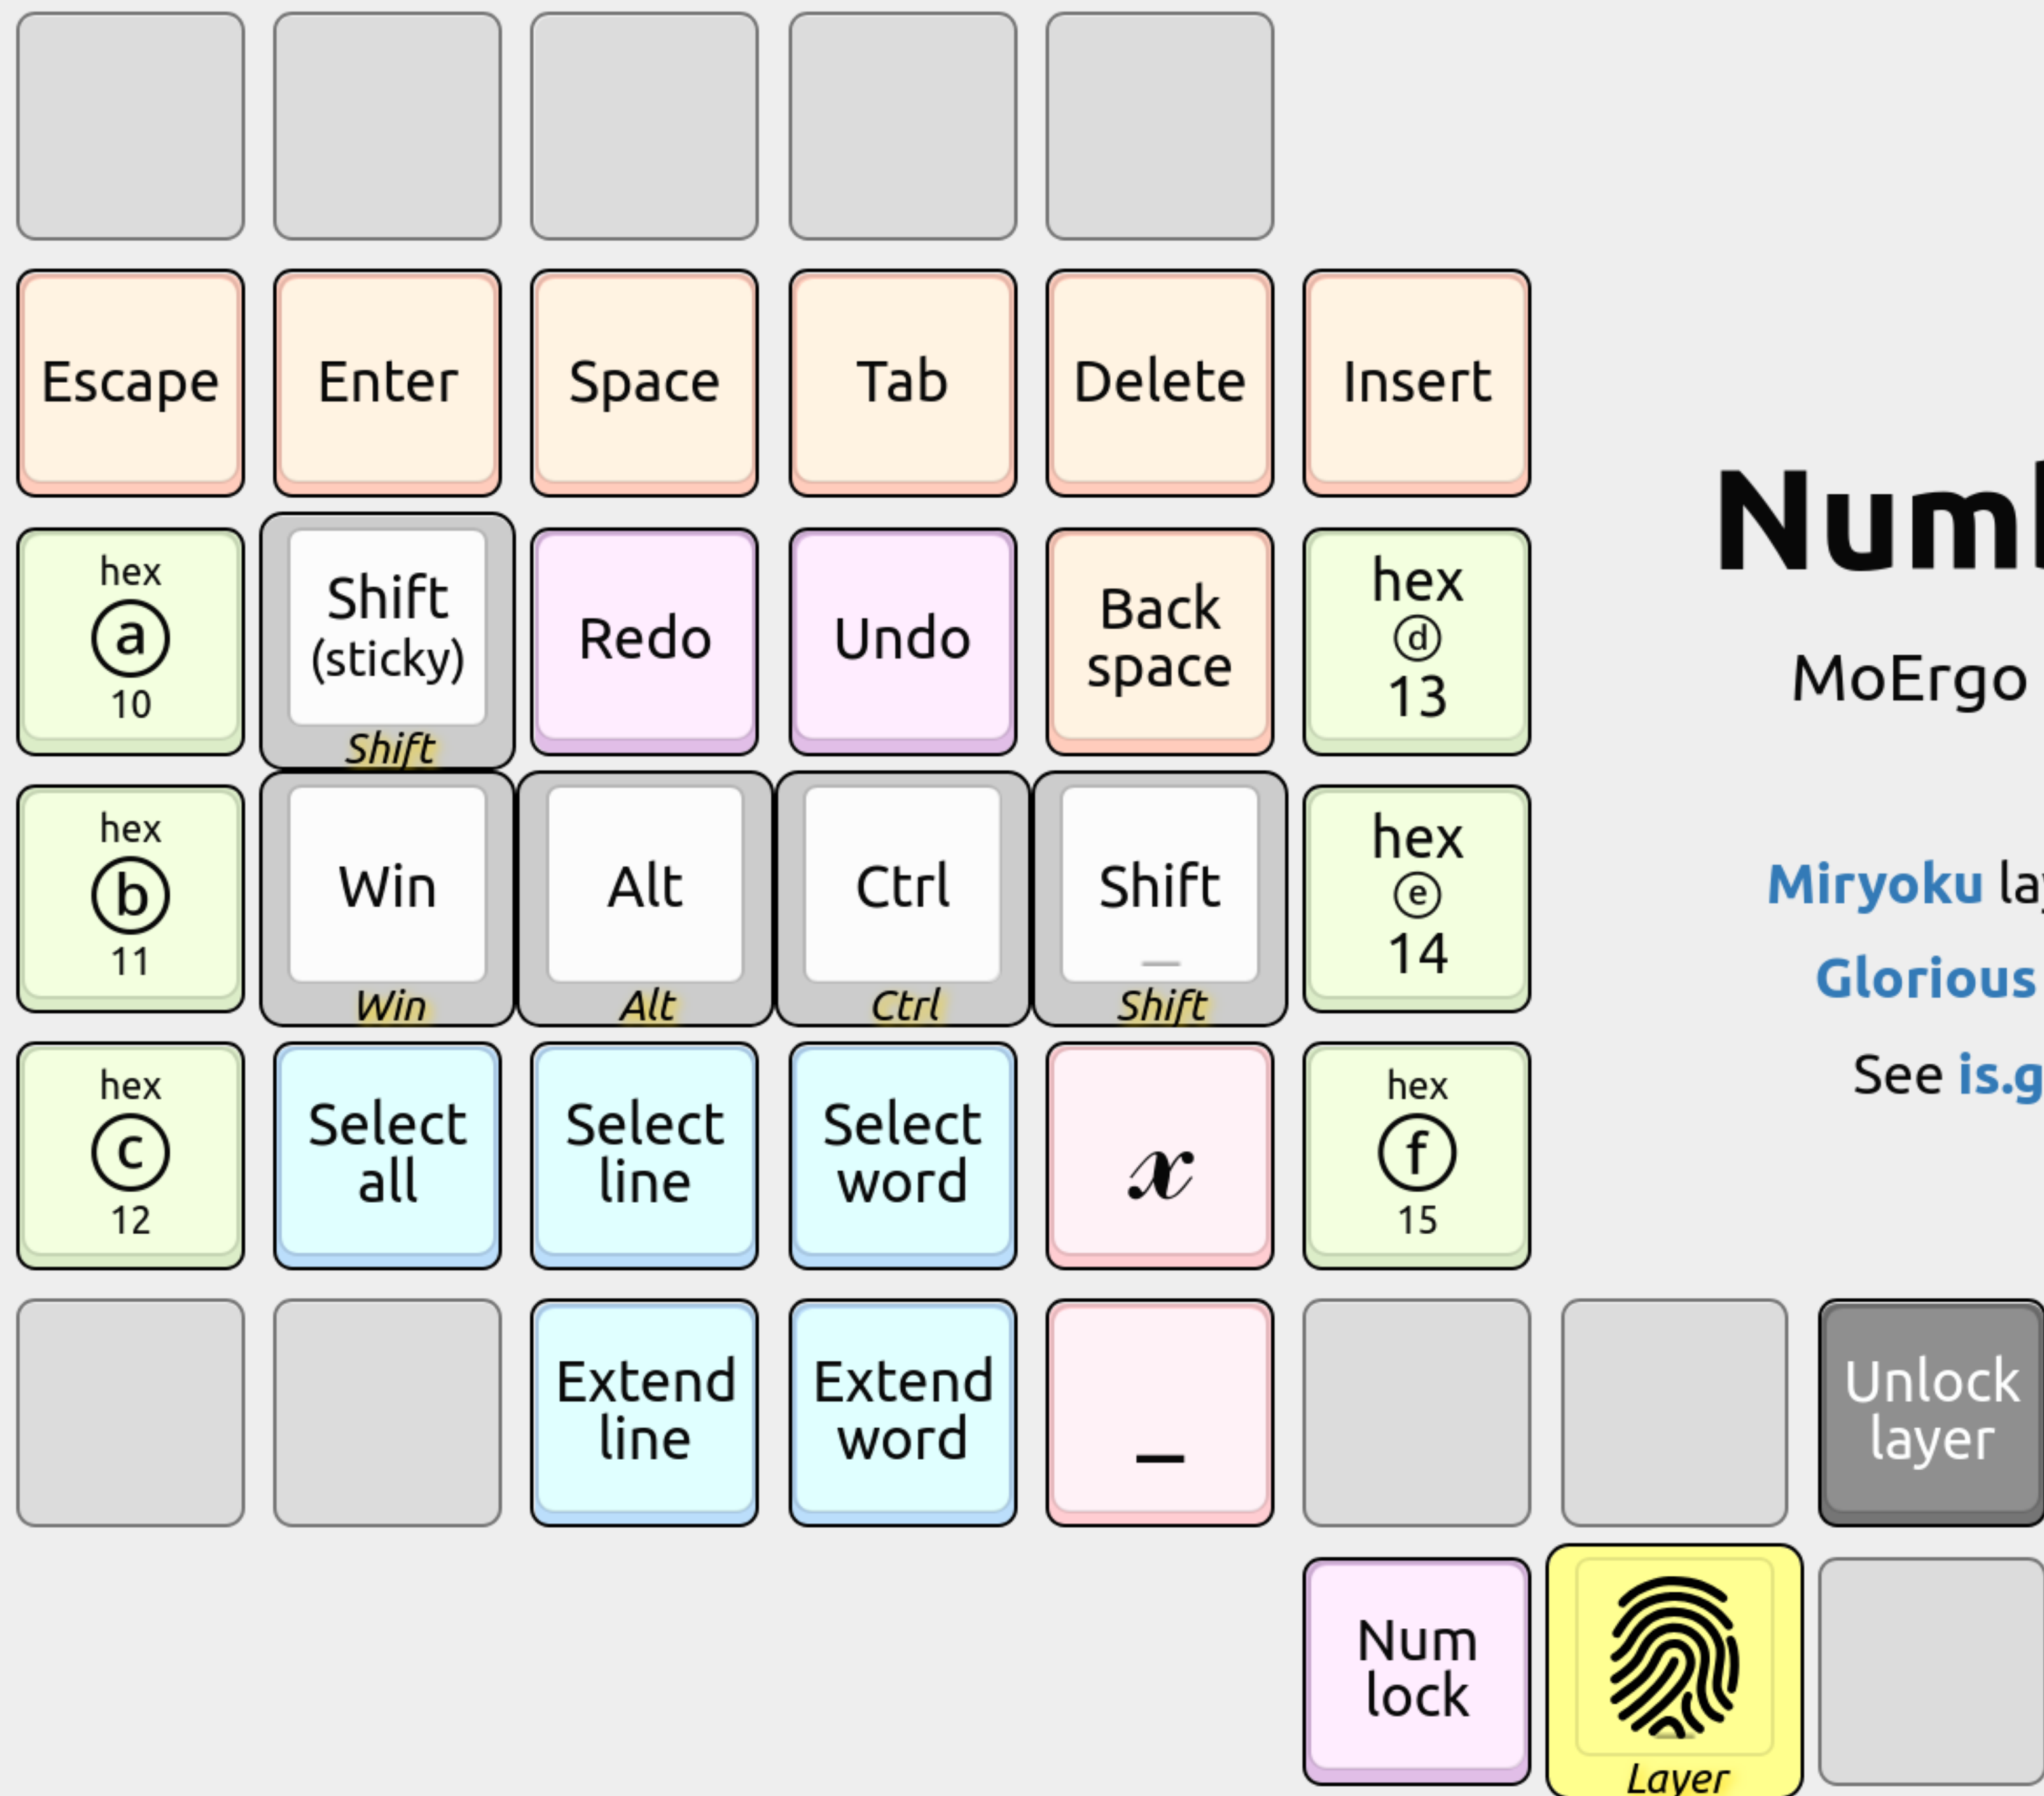 Escape
Enter
Space
Tab
Delete
Insert
hex
a
10
Shift
(sticky)
Shift
Redo
Undo
Back
space
hex
d
13
hex
b
11
Win
Win
Alt
Alt
Ctrl
Ctrl
Shift
Shift
hex
e
14
hex
c
12
Select
all
Select
line
Select
word
x
hex
f
15
Extend
line
Extend
word
_
Unlock
layer
Num
lock
Layer
MoErgo
Miryoku
Glorious
See is.g